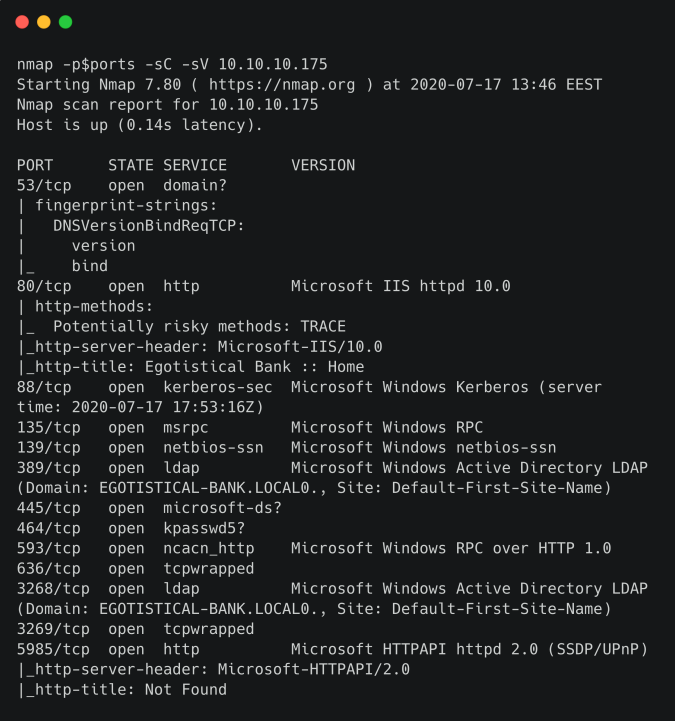 nmap -p$ports -sC -sV 10.10.10.175
Starting Nmap 7.80 ( https://nmap.org ) at 2020-07-17 13:46 EEST
Nmap scan report for 10.10.10.175
Host is up (0.14s latency).

PORT      STATE SERVICE       VERSION
53/tcp    open  domain?
| fingerprint-strings:
|   DNSVersionBindReqTCP:
|     version
|_    bind
80/tcp    open  http          Microsoft IIS httpd 10.0
| http-methods:
|_  Potentially risky methods: TRACE
|_http-server-header: Microsoft-IIS/10.0
|_http-title: Egotistical Bank :: Home
88/tcp    open  kerberos-sec  Microsoft Windows Kerberos (server
time: 2020-07-17 17:53:16Z)
135/tcp   open  msrpc         Microsoft Windows RPC
139/tcp   open  netbios-ssn   Microsoft Windows netbios-ssn
389/tcp   open  ldap          Microsoft Windows Active Directory LDAP
(Domain: EGOTISTICAL-BANK.LOCAL0., Site: Default-First-Site-Name)
445/tcp   open  microsoft-ds?
464/tcp   open  kpasswd5?
593/tcp   open  ncacn_http    Microsoft Windows RPC over HTTP 1.0
636/tcp   open  tcpwrapped
3268/tcp  open  ldap          Microsoft Windows Active Directory LDAP
(Domain: EGOTISTICAL-BANK.LOCAL0., Site: Default-First-Site-Name)
3269/tcp  open  tcpwrapped
5985/tcp  open  http          Microsoft HTTPAPI httpd 2.0 (SSDP/UPnP)
|_http-server-header: Microsoft-HTTPAPI/2.0
|_http-title: Not Found